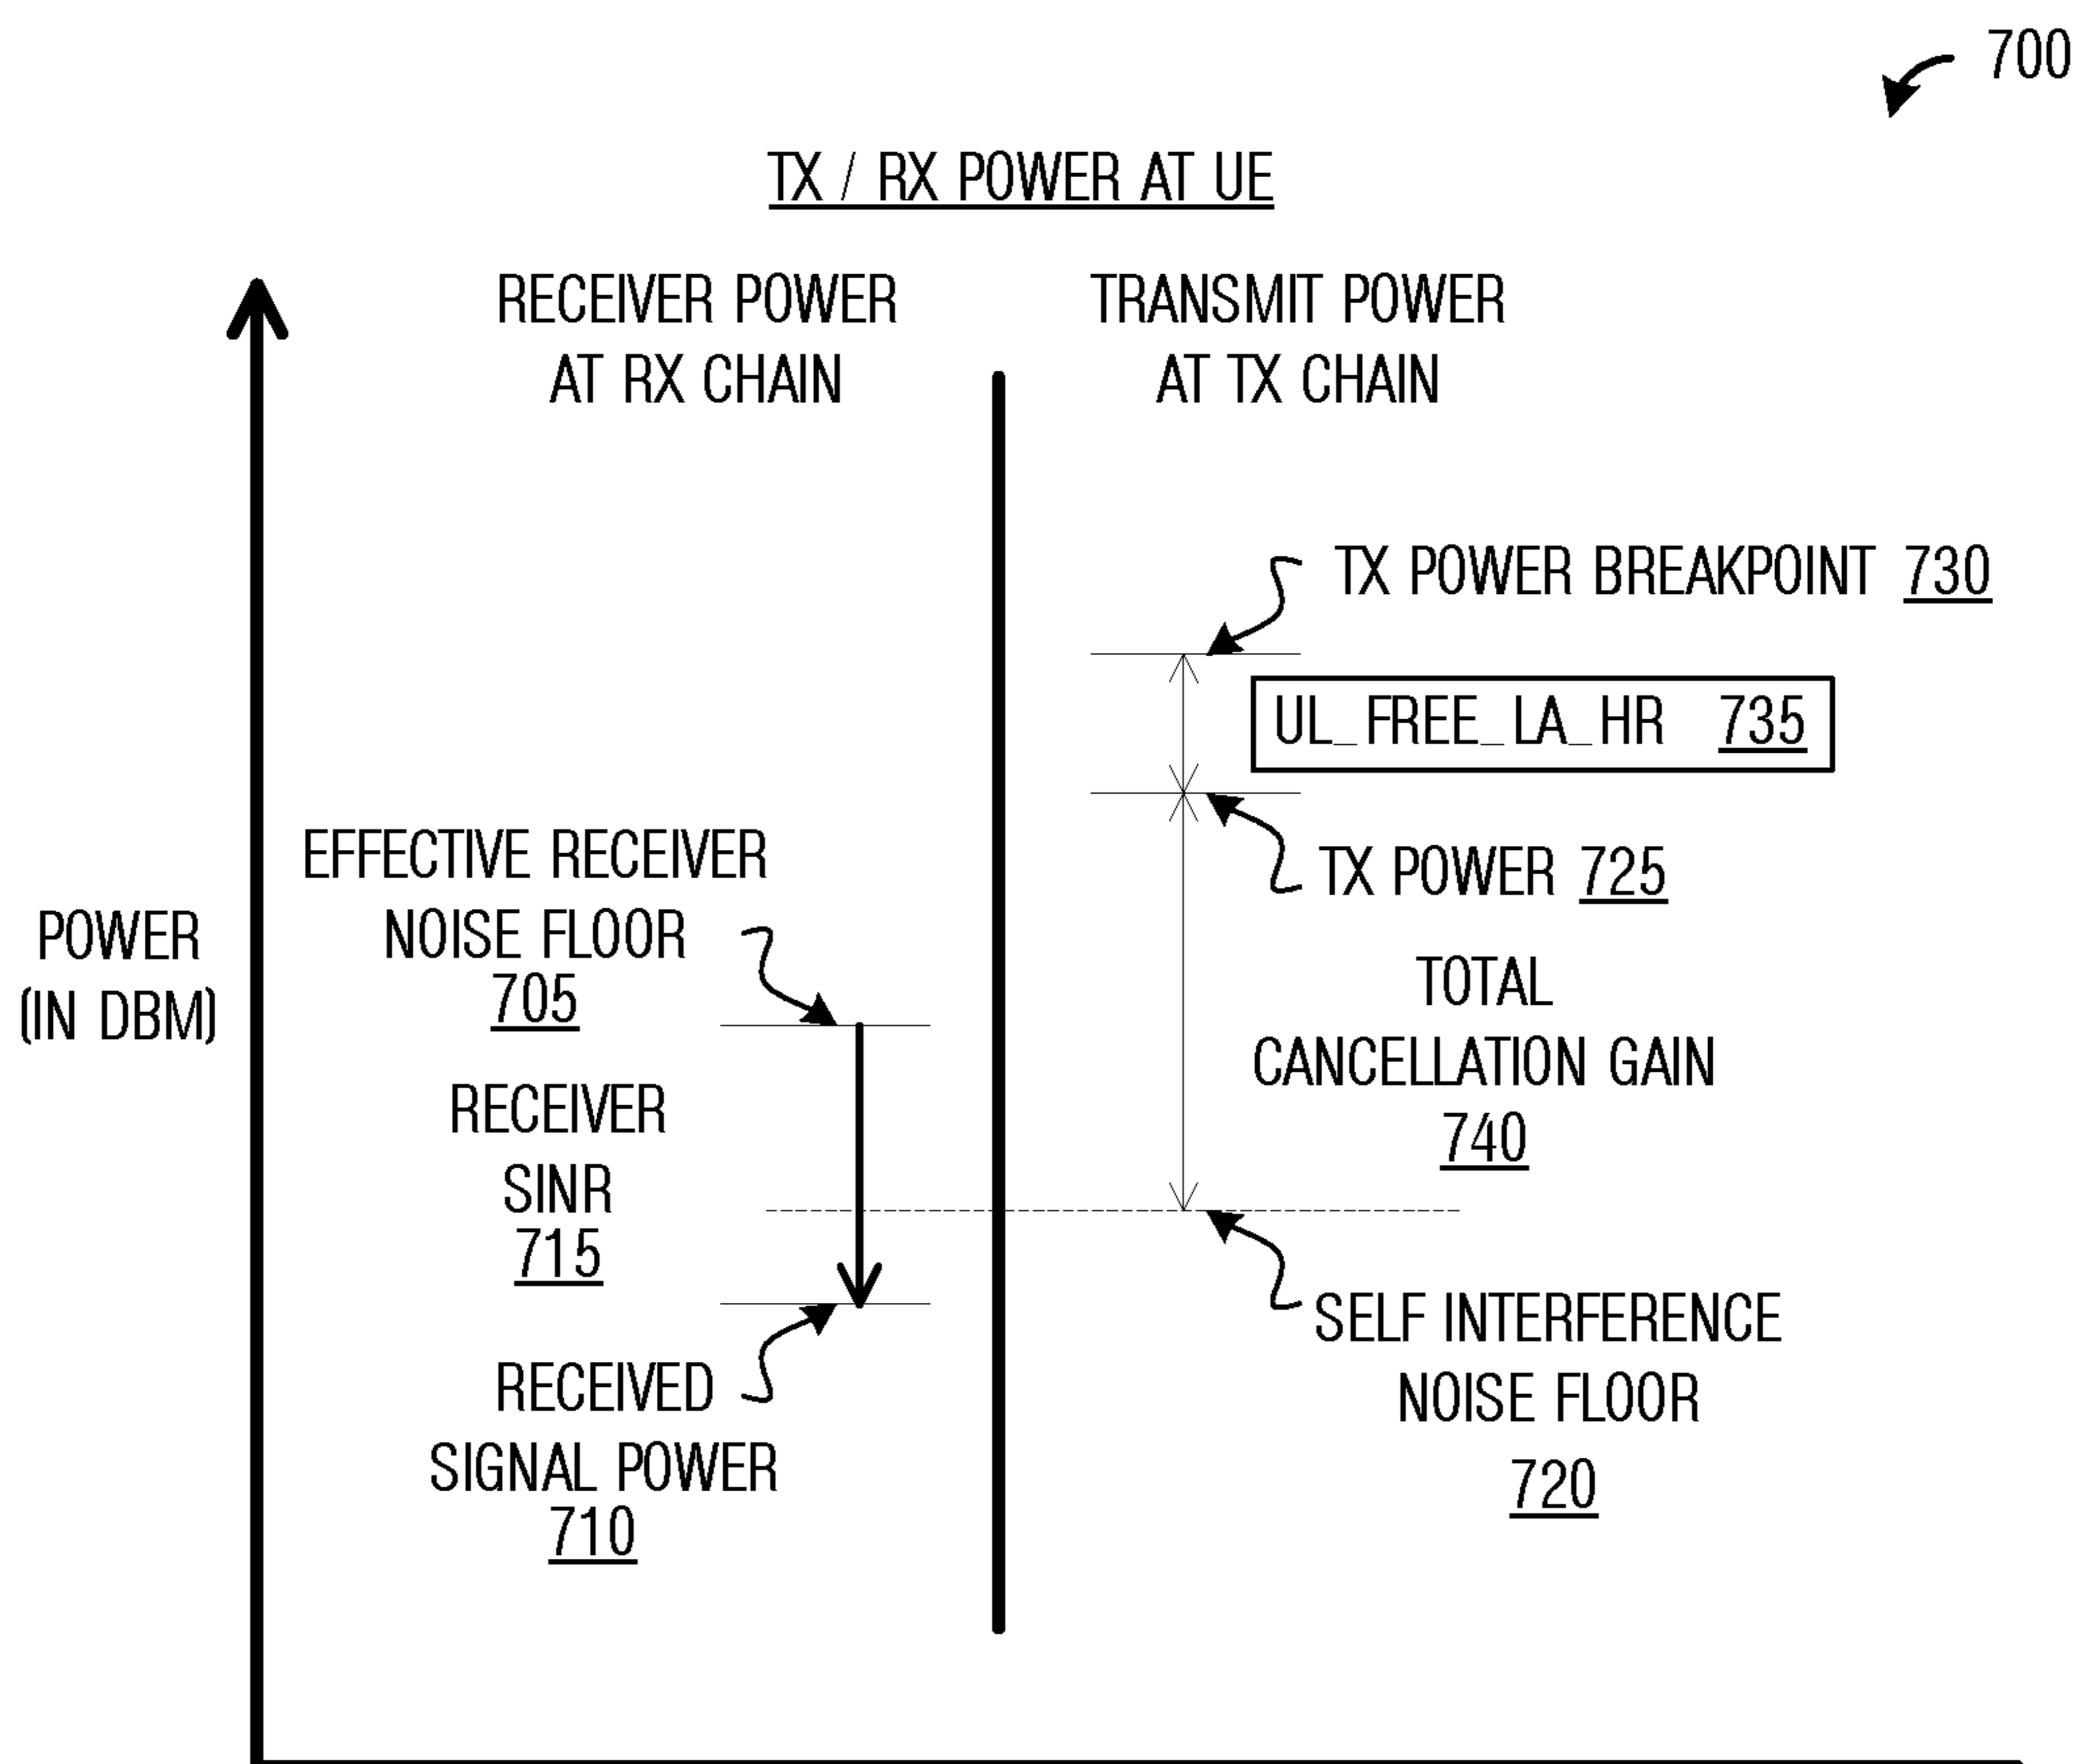 700
TX / RX POWER AT UE
RECEIVER POWER
AT RX CHAIN
TRANSMIT POWER
AT TX CHAIN
TX POWER BREAKPOINT 730
UL_FREE_LA_HR 735
TX POWER 725
EFFECTIVE RECEIVER
NOISE FLOOR
705
POWER
(IN DBM)
TOTAL
CANCELLATION GAIN
740
RECEIVER
SINR
715
SELF INTERFERENCE
NOISE FLOOR
720
RECEIVED
SIGNAL POWER
710